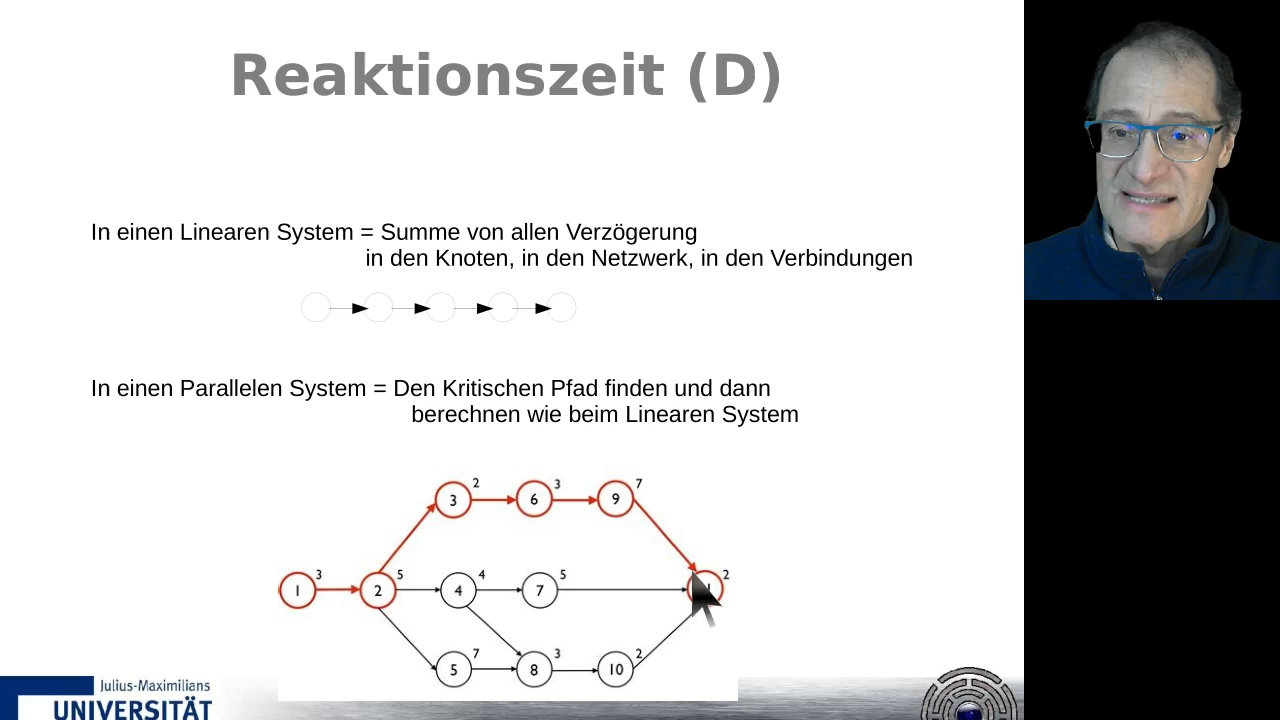 Reaktionszeit (D)
In einen Linearen System = Summe von allen Verzögerung
in den Knoten, in den Netzwerk, in den Verbindungen
In einen Parallelen System = Den Kritischen Pfad finden und dann
berechnen wie beim Linearen System
2 3 7
3 6 9
3 5 4 5 2
1 2 4 7
7 3 2
5 8 10
Julius-Maximilians
UNIVERSITÄT